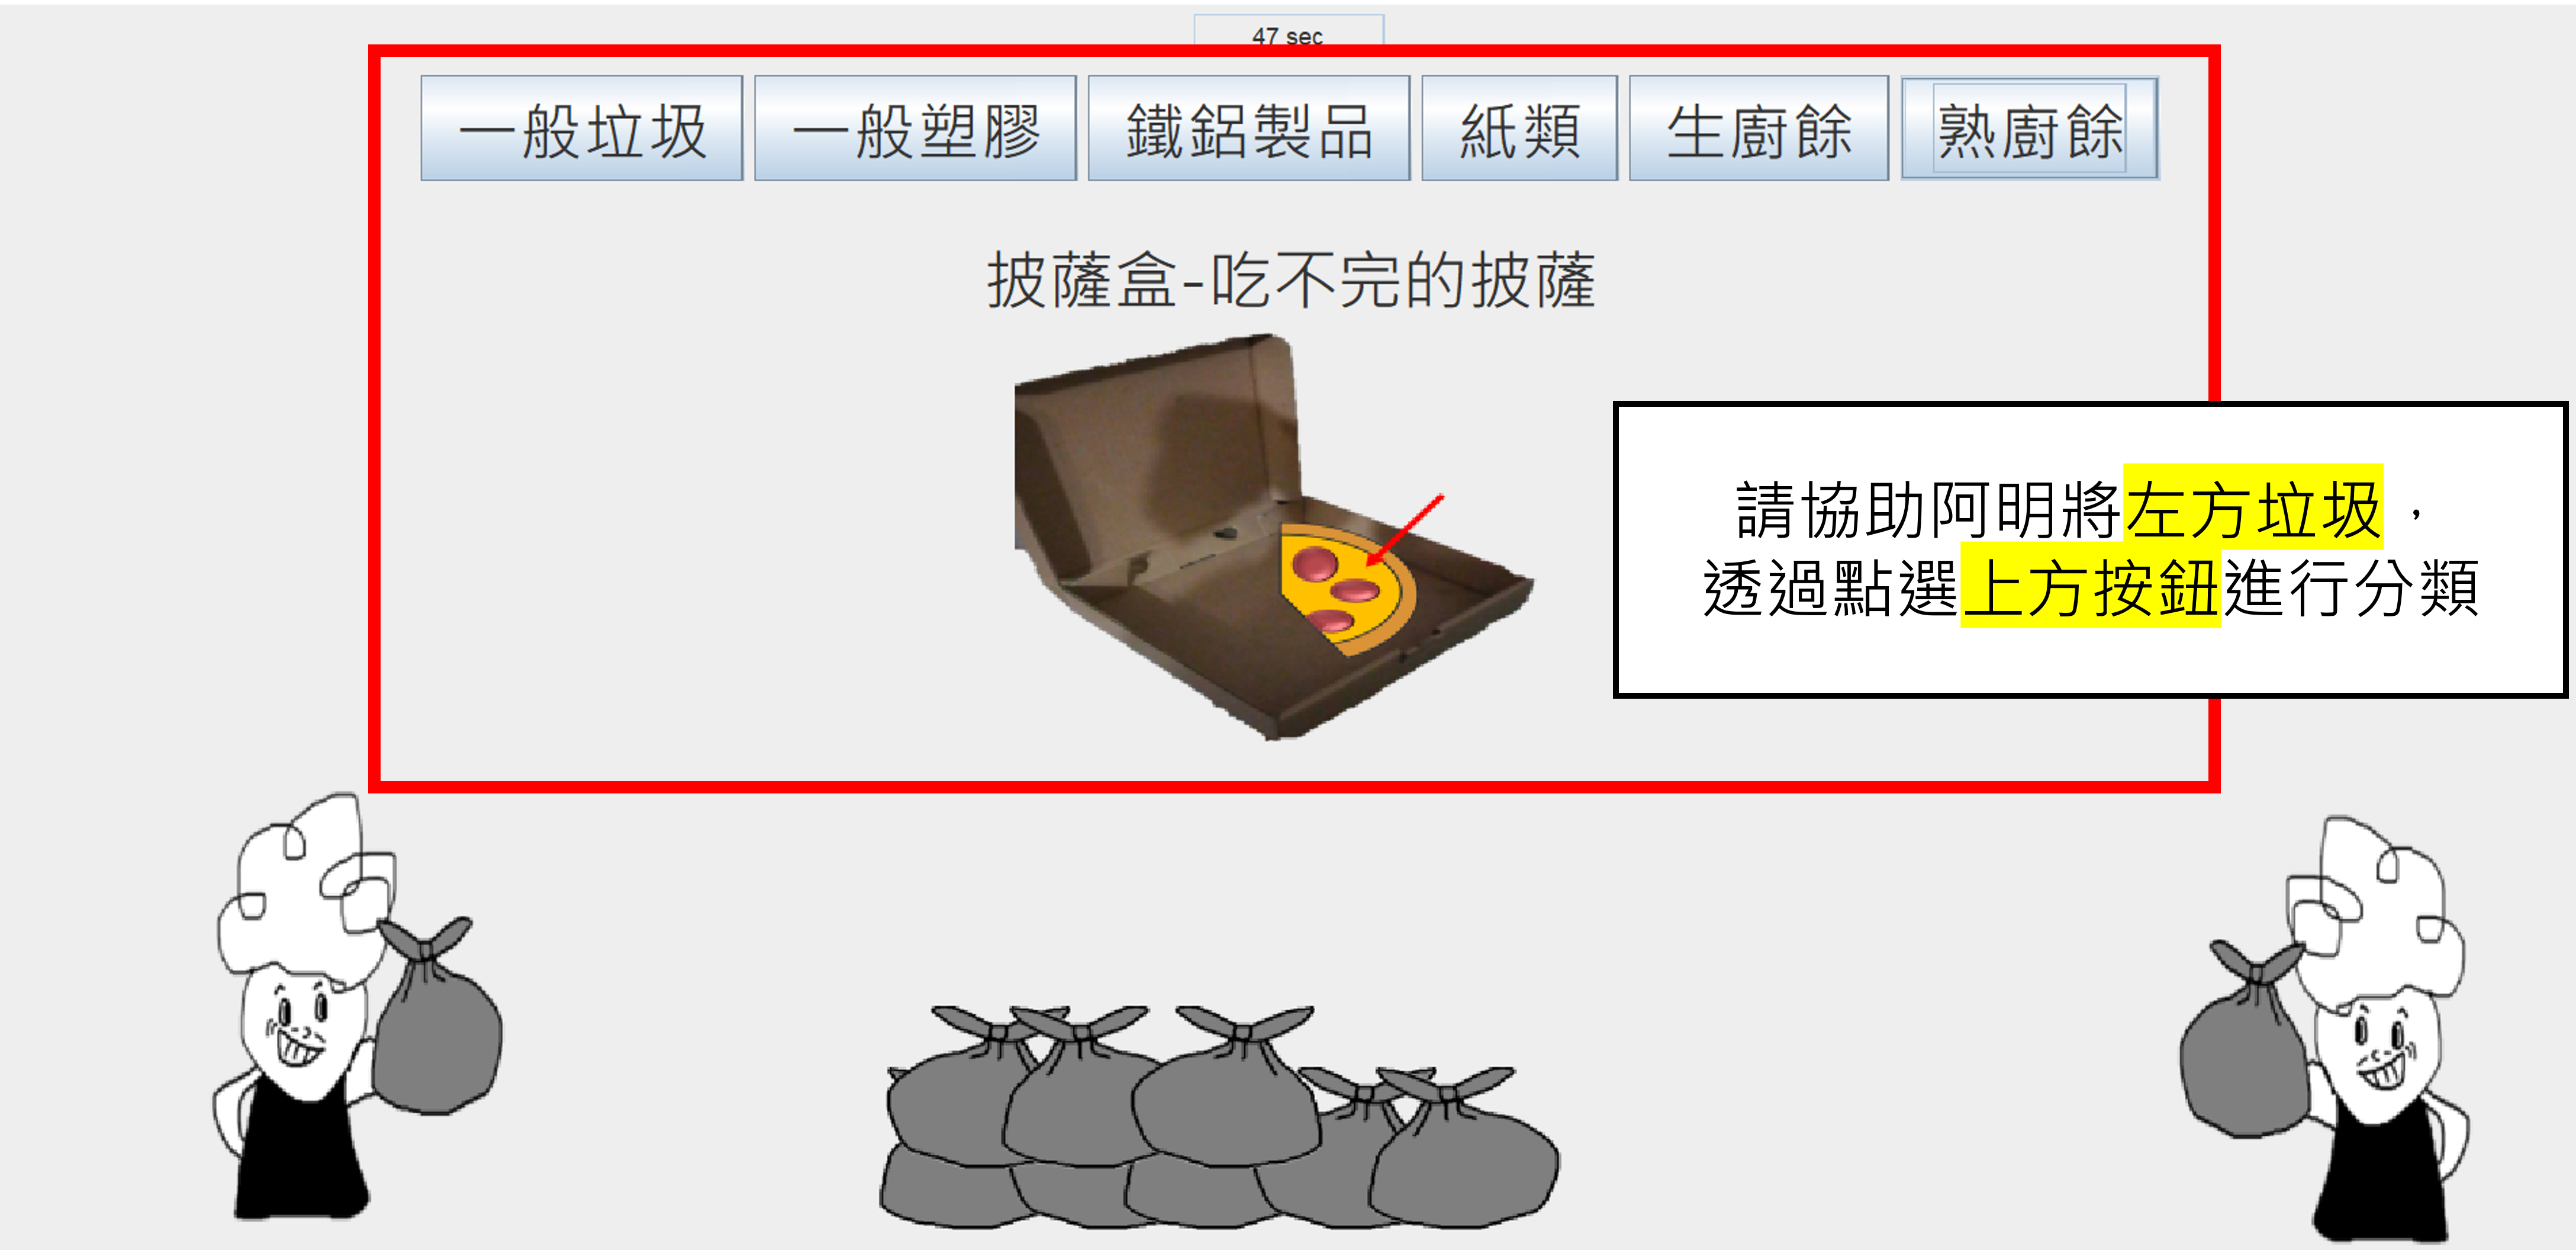 47 sec
一般垃圾
一般塑膠
鐵鋁製品
紙類
生廚餘
熟廚餘
披薩盒-吃不完的披薩
請協助阿明將左方垃圾，
透過點選上方按鈕進行分類